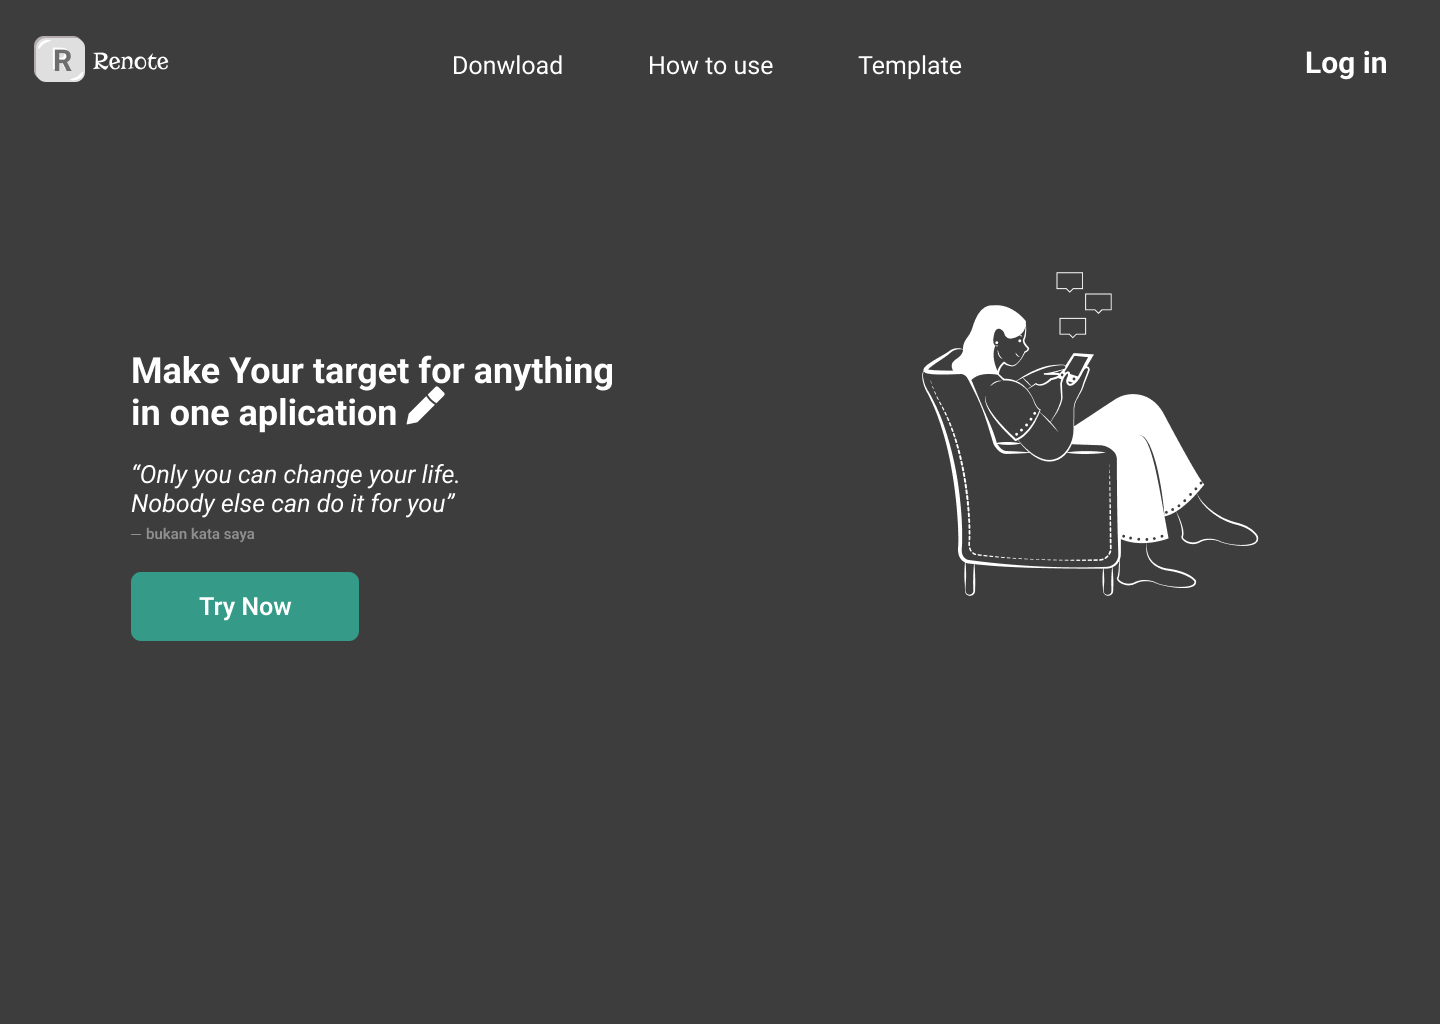 R Renote
Donwload How to use Template
Log in
Make Your target for anything
in one aplication
“Only you can change your life.
Nobody else can do it for you”
— bukan kata saya
Try Now